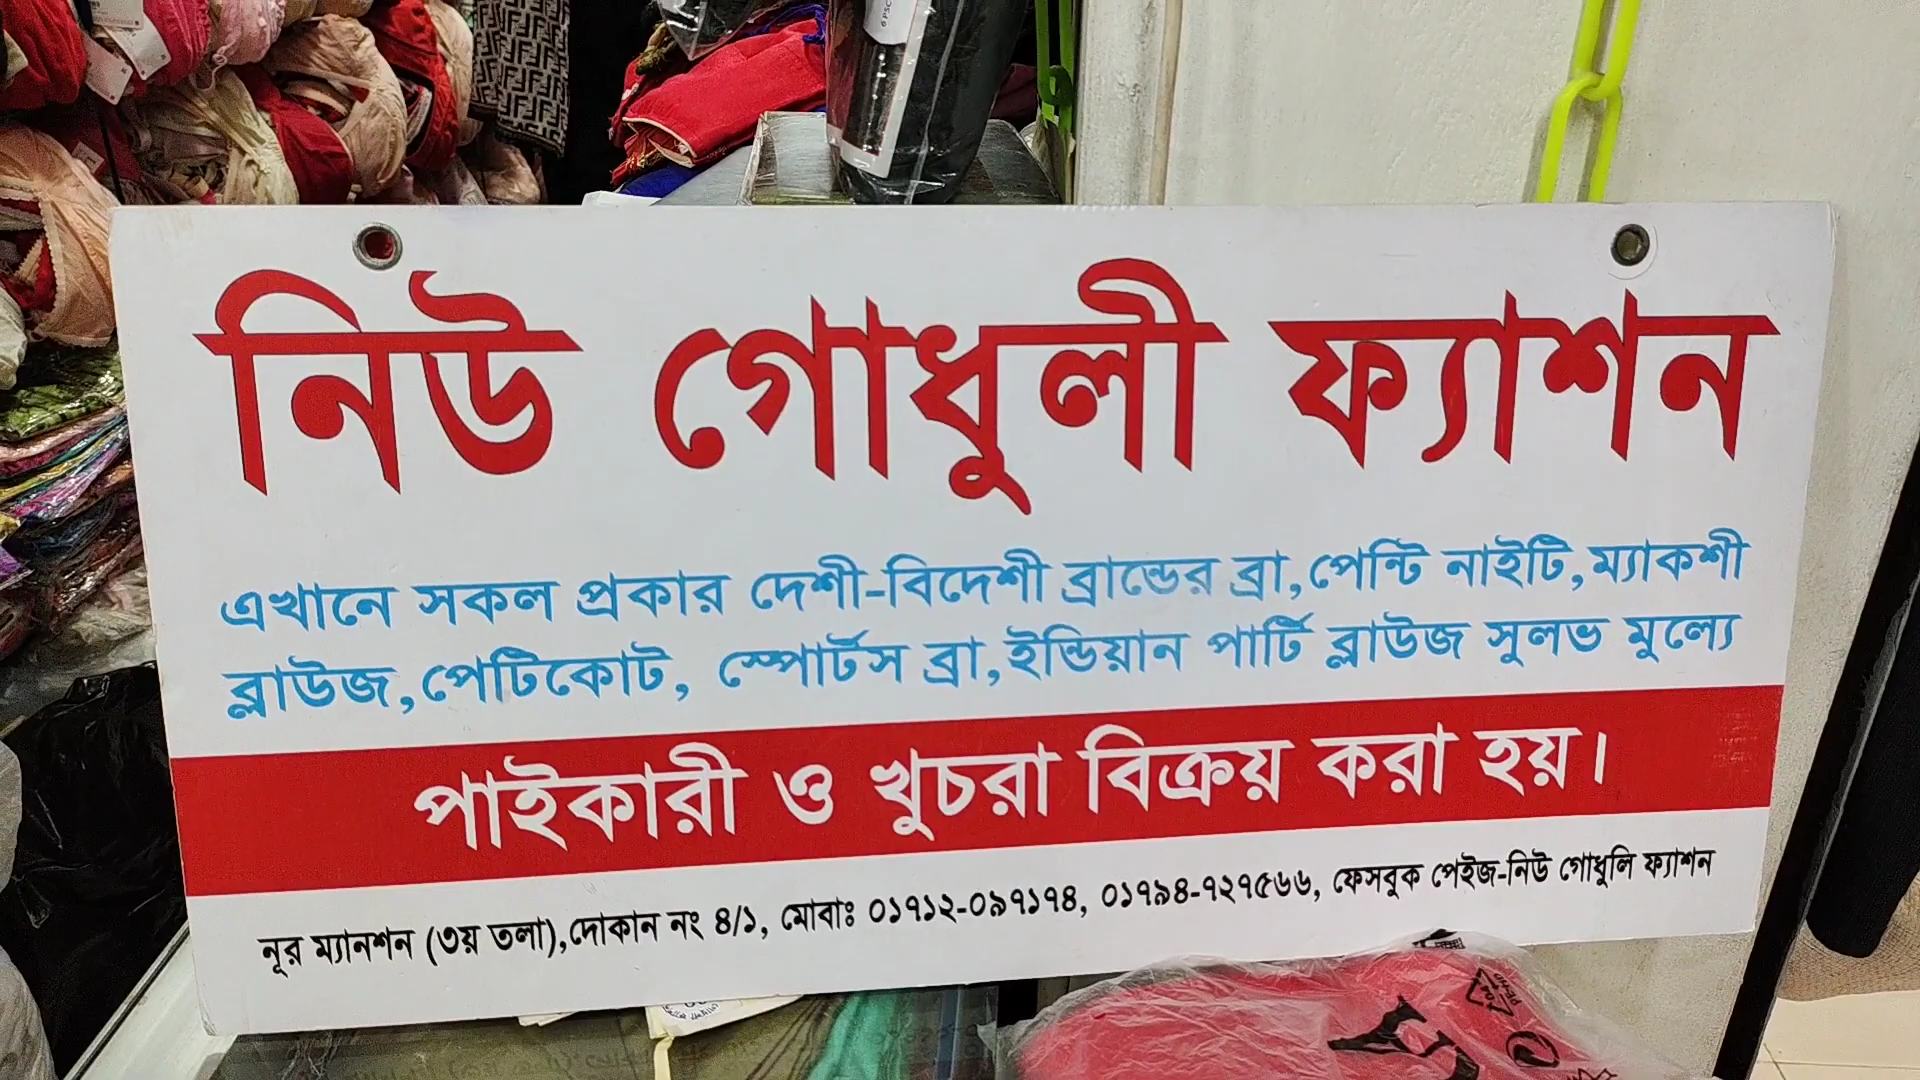 নিউ গোধুলী ফ্যাশন
এখানে সকল প্রকার দেশী-বিদেশী ব্রান্ডের ব্রা,পেন্টি নাইটি,ম্যাকশী
ব্লাউজ,পেটিকোট, স্পোর্টস ব্রা,ইন্ডিয়ান পার্টি ব্লাউজ সুলভ মুল্যে
পাইকারী ও খুচরা বিক্রয় করা হয়।
নূর ম্যানশন (৩য় তলা),দোকান নং ৪/১, মোবাঃ ০১৭১২-০৯৭১৭৪, ০১৭৯৪-৭২৭৫৬৬, ফেসবুক পেইজ-নিউ গোধুলি ফ্যাশন